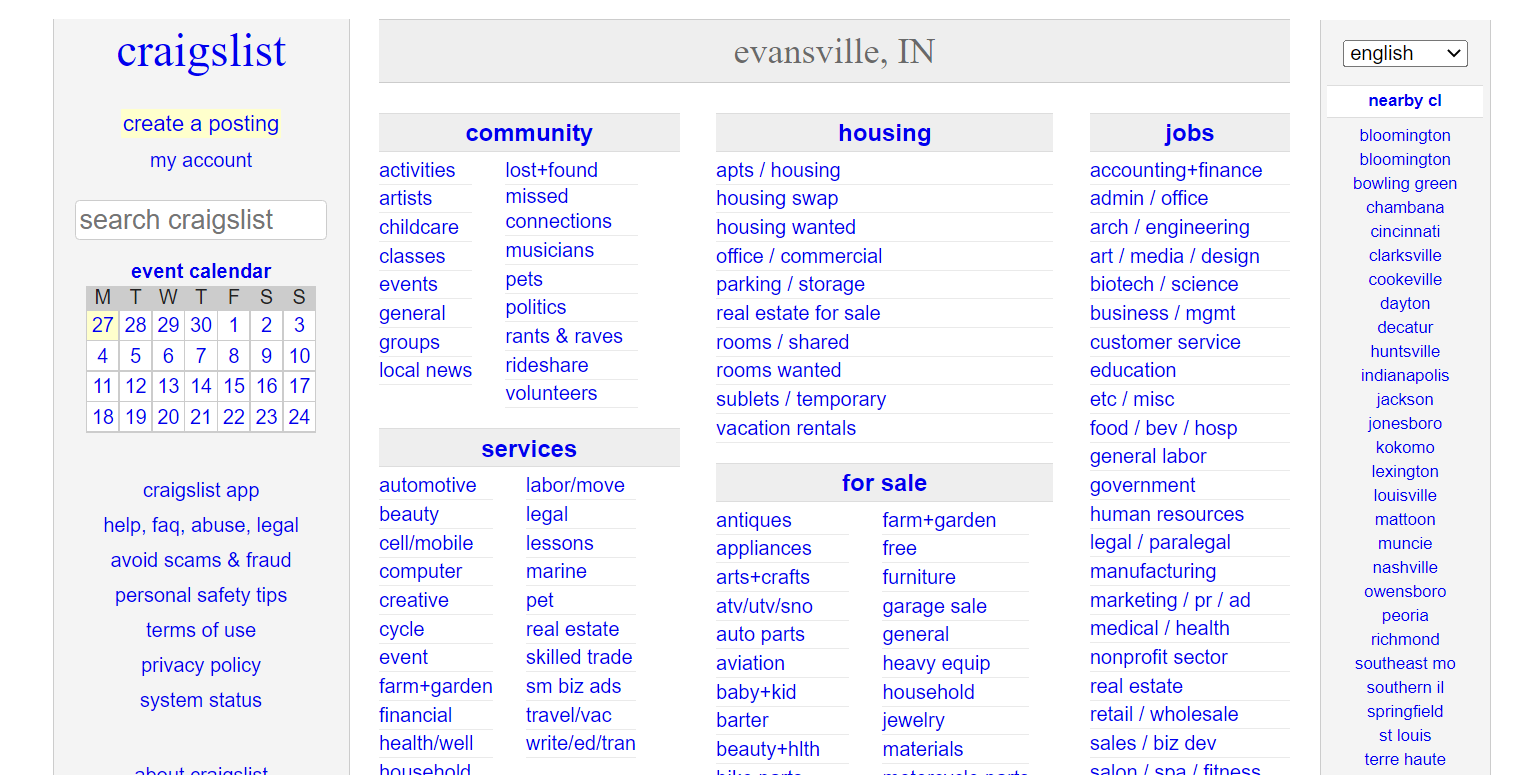 craigslist
create a posting
my account
search craigslist
event calendar
M T W T F S S
27 28 29 30 1 2 3
4 5 6 7 8 9 10
11 12 13 14 15 16 17
18 19 20 21 22 23 24
craigslist app
help, faq, abuse, legal
avoid scams & fraud
personal safety tips
terms of use
privacy policy
system status
about craigslist
evansville, IN
community
activities
artists
childcare
classes
events
general
groups
local news
lost+found
missed
connections
musicians
pets
politics
rants & raves
rideshare
volunteers
services
automotive
beauty
cell/mobile
computer
creative
cycle
event
farm+garden
financial
health/well
household
labor/move
legal
lessons
marine
pet
real estate
skilled trade
sm biz ads
travel/vac
write/ed/tran
housing
apts / housing
housing swap
housing wanted
office / commercial
parking / storage
real estate for sale
rooms / shared
rooms wanted
sublets / temporary
vacation rentals
for sale
antiques
appliances
arts+crafts
atv/utv/sno
auto parts
aviation
baby+kid
barter
beauty+hlth
bike parts
farm+garden
free
furniture
garage sale
general
heavy equip
household
jewelry
materials
motorcycle parts
jobs
accounting+finance
admin / office
arch / engineering
art / media / design
biotech / science
business / mgmt
customer service
education
etc / misc
food / bev / hosp
general labor
government
human resources
legal / paralegal
manufacturing
marketing / pr / ad
medical / health
nonprofit sector
real estate
retail / wholesale
sales / biz dev
salon / spa / fitness
english
nearby cl
bloomington
bloomington
bowling green
chambana
cincinnati
clarksville
cookeville
dayton
decatur
huntsville
indianapolis
jackson
jonesboro
kokomo
lexington
louisville
mattoon
muncie
nashville
owensboro
peoria
richmond
southeast mo
southern il
springfield
st louis
terre haute